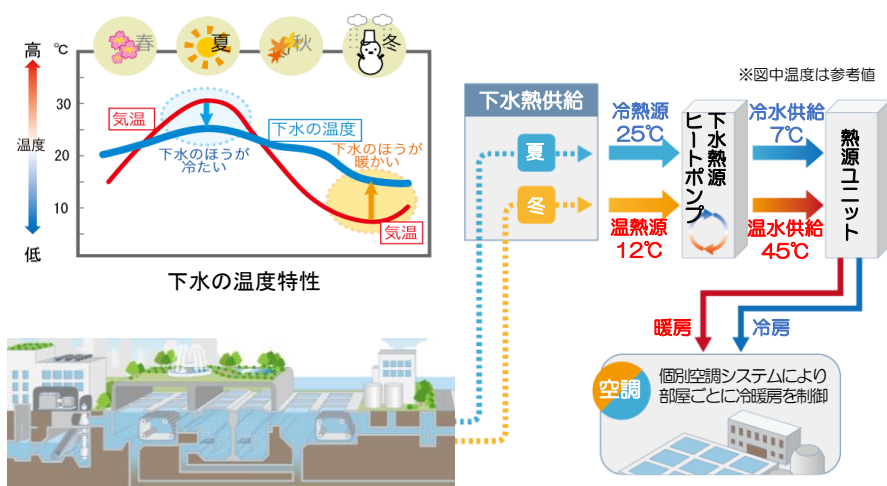 高
℃
春
夏
秋
冬
30
20
10
温度
低
気温
下水の温度
下水のほうが
冷たい
下水のほうが
暖かい
気温
下水の温度特性
※図中温度は参考値
下水熱供給
夏
冬
冷熱源
25℃
温熱源
12℃
下水熱源
ヒートポンプ
冷水供給
7℃
温水供給
45℃
熱源ユニット
暖房
冷房
空調
個別空調システムにより
部屋ごとに冷暖房を制御